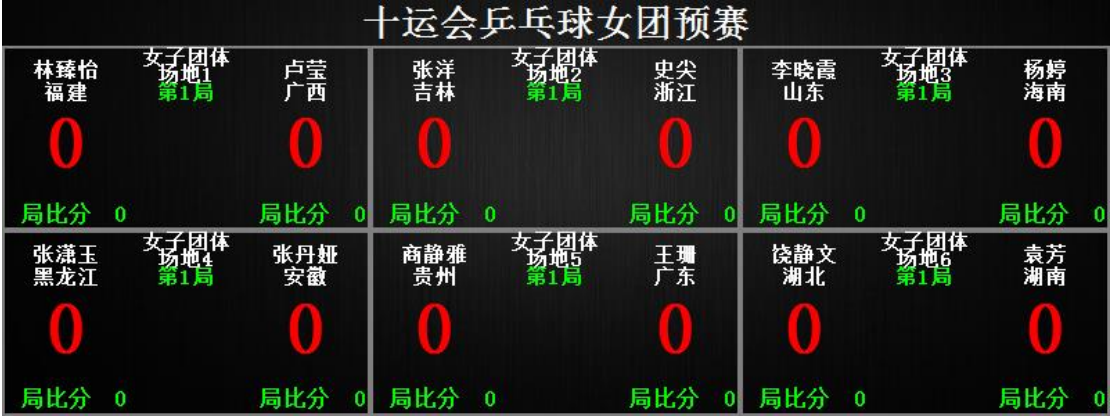 十运会乒乓球女团预赛
林臻怡 女子团体 卢莹
福建 场地1 广西
第1局
0 0
局比分 0 局比分 0
张洋 女子团体 史尖
吉林 场地2 浙江
第1局
0 0
局比分 0 局比分 0
李晓霞 女子团体 杨婷
山东 场地3 海南
第1局
0 0
局比分 0 局比分 0
张潇玉 女子团体 张丹娅
黑龙江 场地4 安徽
第1局
0 0
局比分 0 局比分 0
商静雅 女子团体 王珊
贵州 场地5 广东
第1局
0 0
局比分 0 局比分 0
饶静文 女子团体 袁芳
湖北 场地6 湖南
第1局
0 0
局比分 0 局比分 0